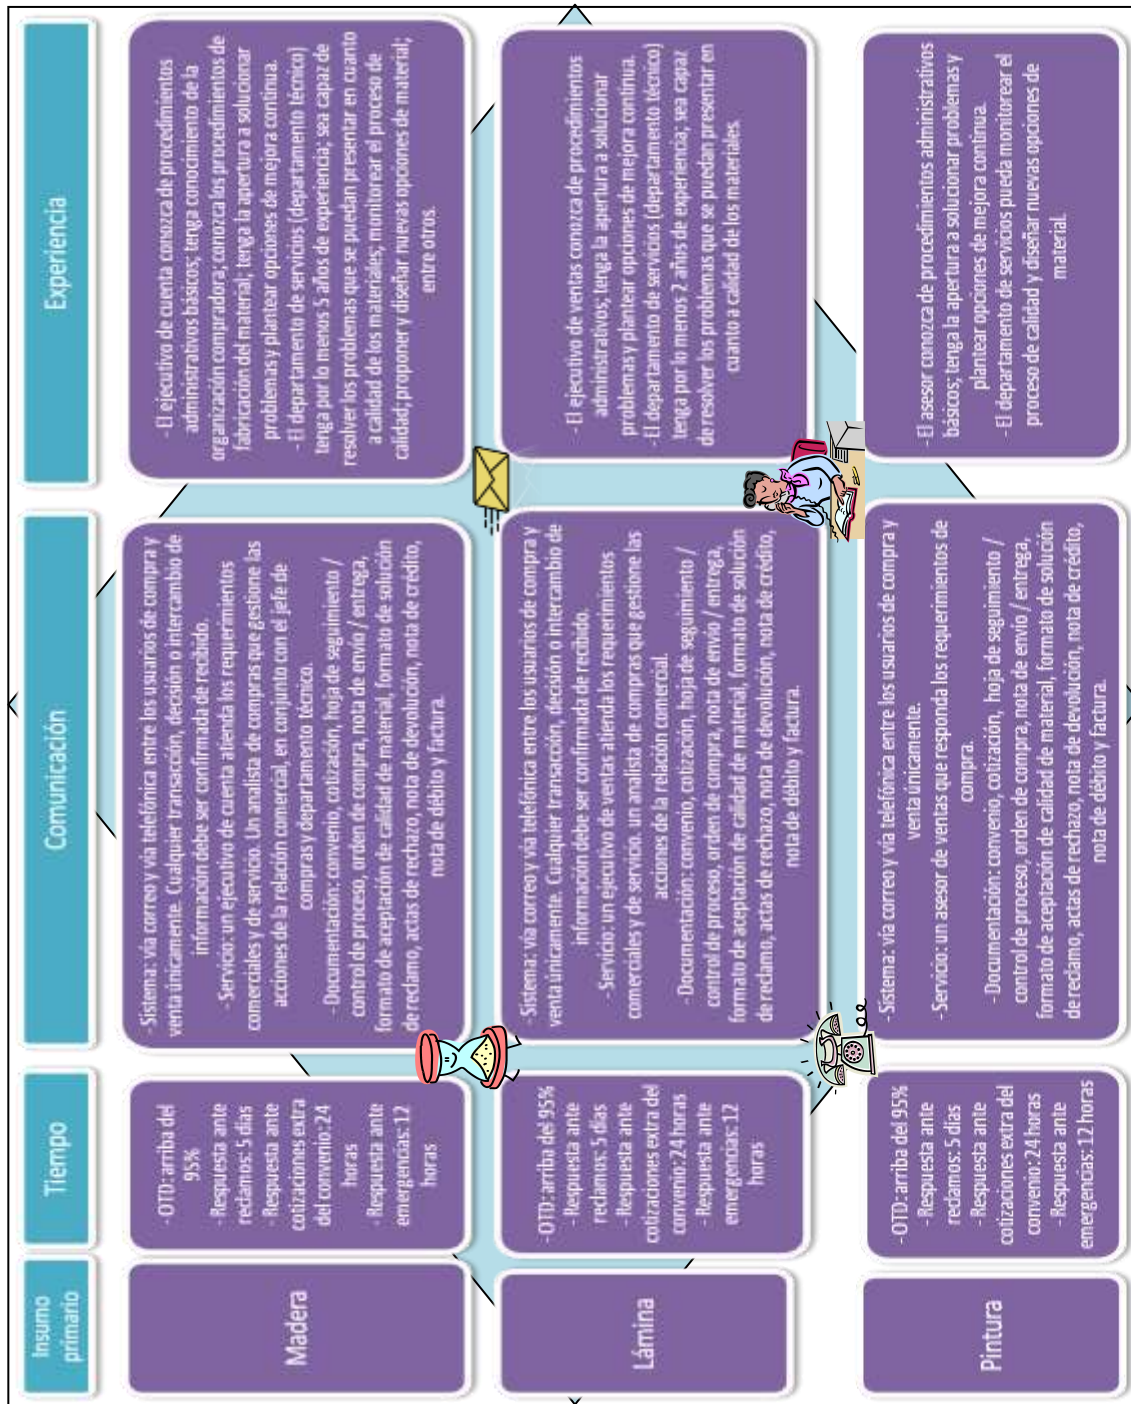 Insumo
primario
Tiempo
Comunicación
Experiencia
Madera
- OTD: arriba del
95%
- Respuesta ante
reclamos: 5 días
- Respuesta ante
cotizaciones extra
del convenio: 24
horas
- Respuesta ante
emergencias: 12
horas
- Sistema: vía correo y vía telefónica entre los usuarios de compra y
venta únicamente. Cualquier transacción, decisión o intercambio de
información debe ser confirmada de recibido.
- Servicio: un ejecutivo de cuenta atienda los requerimientos
comerciales y de servicio. Un analista de compras que gestione las
acciones de la relación comercial, en conjunto con el jefe de
compras y departamento técnico.
- Documentación: convenio, cotización, hoja de seguimiento /
control de proceso, orden de compra, nota de envío / entrega,
formato de aceptación de calidad de material, formato de solución
de reclamo, actas de rechazo, nota de devolución, nota de crédito,
nota de débito y factura.
- El ejecutivo de cuenta conozca de procedimientos
administrativos básicos; tenga conocimiento de la
organización compradora; conozca los procedimientos de
fabricación del material; tenga la apertura a solucionar
problemas y plantear opciones de mejora continua.
- El departamento de servicios (departamento técnico)
tenga por lo menos 5 años de experiencia; sea capaz de
resolver los problemas que se puedan presentar en cuanto
a calidad de los materiales, monitorear el proceso de
calidad; proponer y diseñar nuevas opciones de material;
entre otros.
Lámina
- OTD: arriba del 95%
- Respuesta ante
reclamos: 5 días
- Respuesta ante
cotizaciones extra del
convenio: 24 horas
- Respuesta ante
emergencias: 12
horas
- Sistema: vía correo y vía telefónica entre los usuarios de compra y
venta únicamente. Cualquier transacción, decisión o intercambio de
información debe ser confirmada de recibido.
- Servicio: un ejecutivo de ventas atienda los requerimientos
comerciales y de servicio. un analista de compras que gestione las
acciones de la relación comercial.
- Documentación: convenio, cotización, hoja de seguimiento /
control de proceso, orden de compra, nota de envío / entrega,
formato de aceptación de calidad de material, formato de solución
de reclamo, actas de rechazo, nota de devolución, nota de crédito,
nota de débito y factura.
- El ejecutivo de ventas conozca de procedimientos
administrativos; tenga la apertura a solucionar
problemas y plantear opciones de mejora continua.
- El departamento de servicios (departamento técnico)
tenga por lo menos 2 años de experiencia; sea capaz
de resolver los problemas que se puedan presentar en
cuanto a calidad de los materiales.
Pintura
- OTD: arriba del 95%
- Respuesta ante
reclamos: 5 días
- Respuesta ante
cotizaciones extra del
convenio: 24 horas
- Respuesta ante
emergencias: 12 horas
- Sistema: vía correo y vía telefónica entre los usuarios de compra y
venta únicamente.
- Servicio: un asesor de ventas que responda los requerimientos de
compra.
- Documentación: convenio, cotización, hoja de seguimiento /
control de proceso, orden de compra, nota de envío / entrega,
formato de aceptación de calidad de material, formato de solución
de reclamo, actas de rechazo, nota de devolución, nota de crédito,
nota de débito y factura.
- El asesor conozca de procedimientos administrativos
básicos; tenga la apertura a solucionar problemas y
plantear opciones de mejora continua.
- El departamento de servicios pueda monitorear el
proceso de calidad y diseñar nuevas opciones de
material.